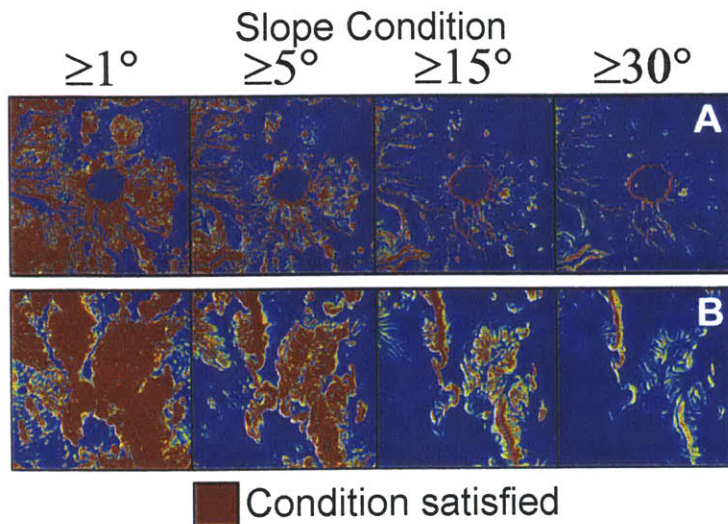 Slope Condition
≥1° ≥5° ≥15° ≥30°
A
B
Condition satisfied